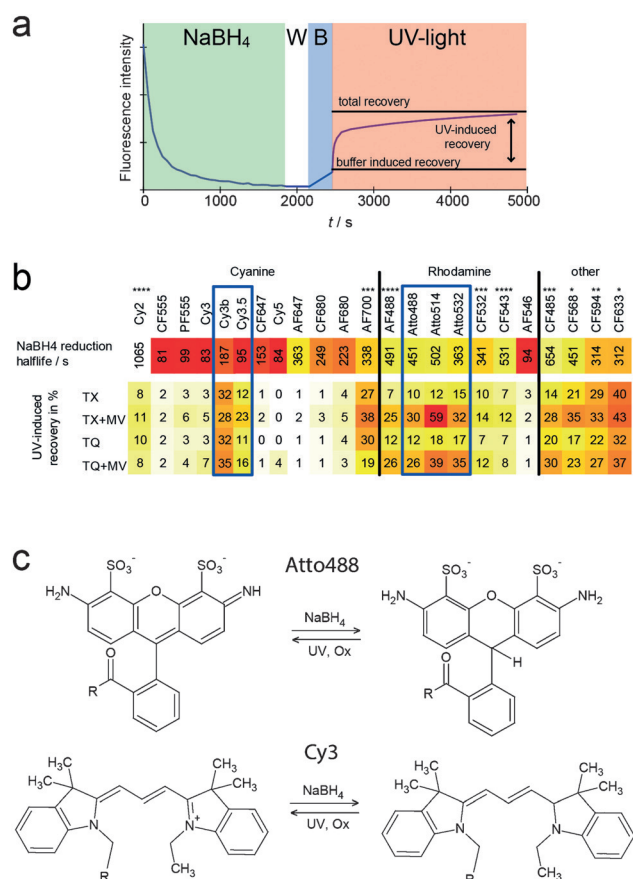 a
NaBH₄ W B UV-light
Fluorescence intensity
total recovery
UV-induced
recovery
buffer induced recovery
0 1000 2000 3000 4000 5000
t / s
b
Cyanine Rhodamine other
Cy2 **** CF555 PF555 Cy3 Cy3b Cy3.5 CF647 Cy5 AF647 CF680 AF680 AF700 *** AF488 **** Atto488 Atto514 Atto532 CF532 *** CF543 **** AF546 CF485 *** CF568 * CF594 ** CF633 *
NaBH4 reduction
halflife / s
1065 81 99 83 187 95 153 84 363 249 223 338 491 451 502 363 341 531 94 654 451 314 312
UV-induced
recovery in %
TX 8 2 3 3 32 12 1 0 1 2 3 27 7 10 12 15 10 7 3 14 21 29 40
TX+MV 11 2 6 5 28 23 2 0 2 3 5 38 25 30 59 32 14 12 2 28 35 33 43
TQ 10 2 3 3 32 11 0 0 1 1 4 30 12 12 18 17 7 7 1 20 17 22 32
TQ+MV 8 2 4 7 35 16 1 4 1 1 3 19 26 26 39 35 12 8 1 30 23 27 37
c
Atto488
SO₃⁻ SO₃⁻
H₂N O NH
O
R
NaBH₄
UV, Ox
SO₃⁻ SO₃⁻
H₂N O NH₂
O
H
R
Cy3
H₃C CH₃ H₃C CH₃
N N⁺
CH₃
R
NaBH₄
UV, Ox
H₃C CH₃ H₃C CH₃
N N
CH₃
R